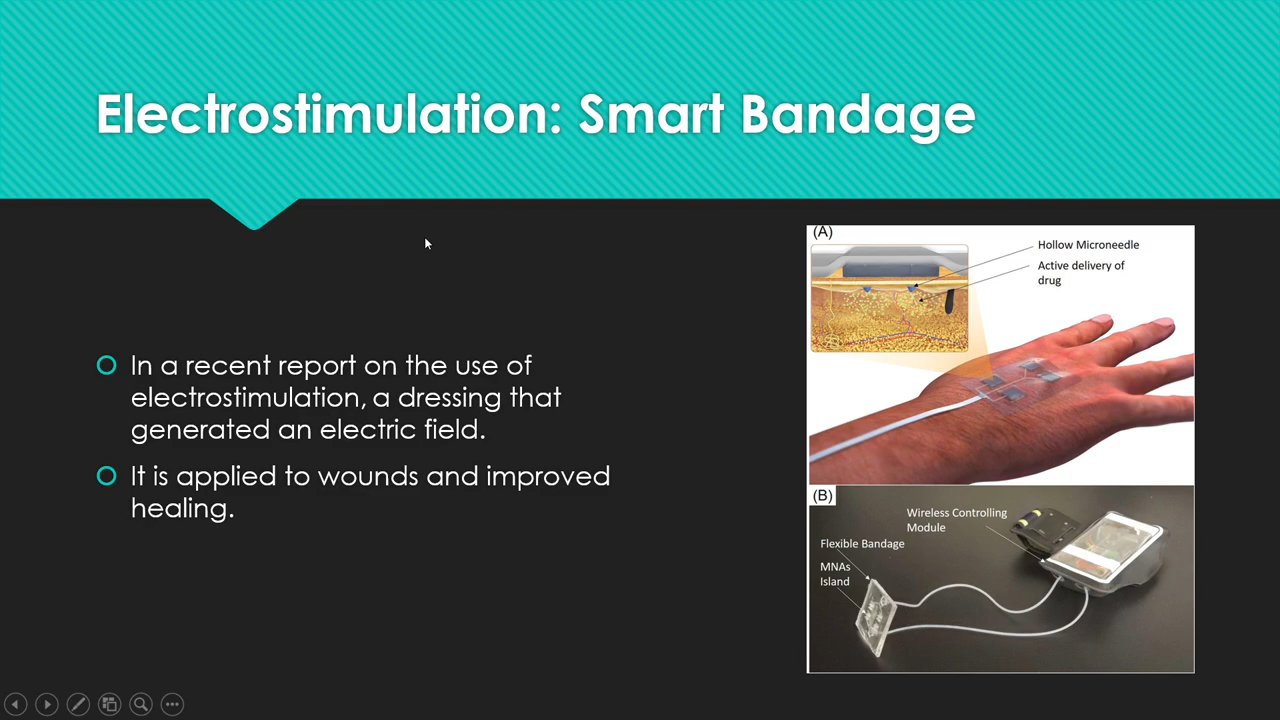 Electrostimulation: Smart Bandage
In a recent report on the use of
electrostimulation, a dressing that
generated an electric field.
It is applied to wounds and improved
healing.
(A)
Hollow Microneedle
Active delivery of
drug
(B)
Wireless Controlling
Module
Flexible Bandage
MNAs
Island